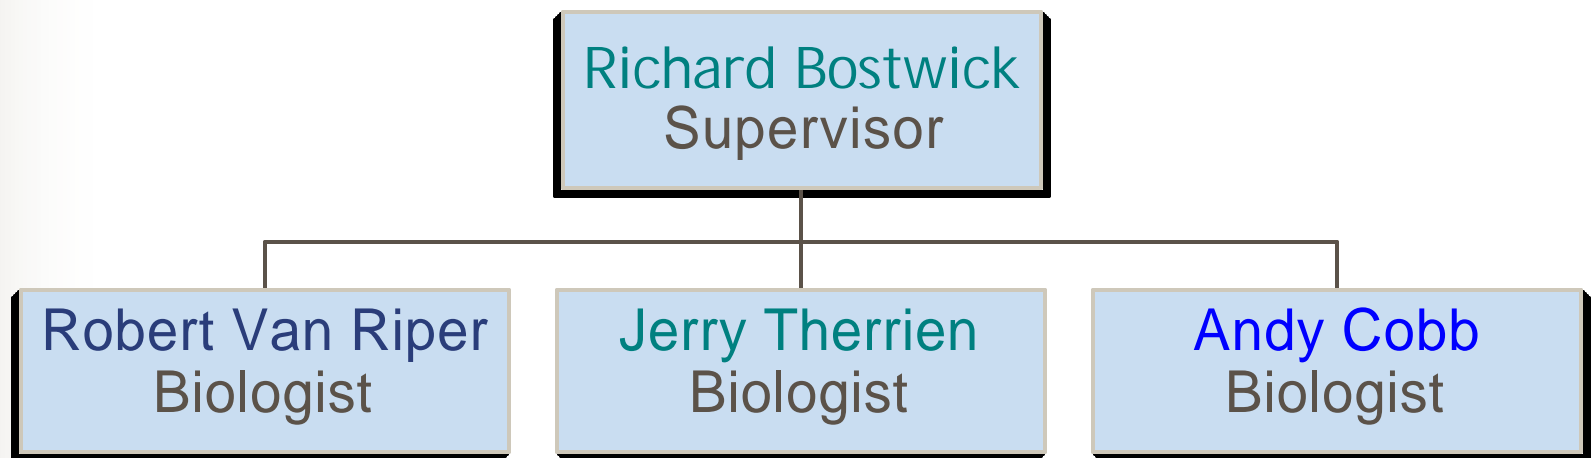 Richard Bostwick
Supervisor
Robert Van Riper
Biologist
Jerry Therrien
Biologist
Andy Cobb
Biologist